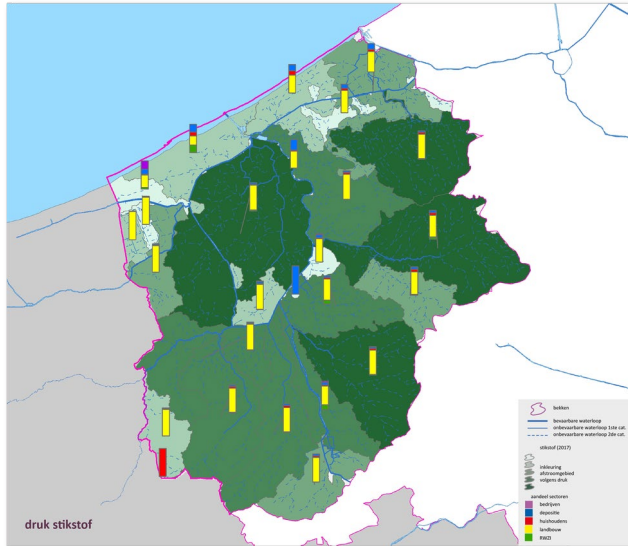 bekken
bevaarbare waterloop
onbevaarbare waterloop 1ste cat.
onbevaarbare waterloop 2de cat.
stikstof (2017)
inkleuring
afstroomgebied
volgens druk
aandeel sectoren
bedrijven
depositie
huishoudens
landbouw
RWZI
druk stikstof